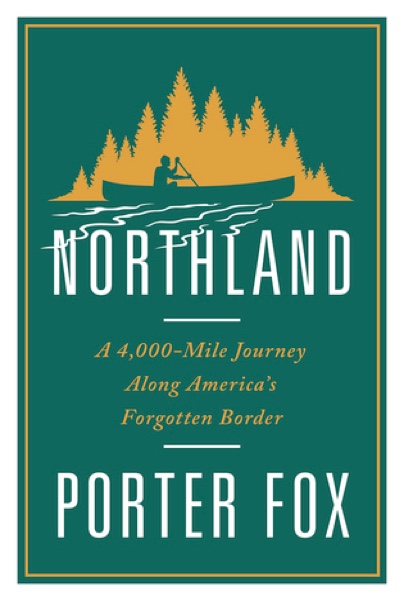 NORTHLAND
A 4,000-Mile Journey
Along America's
Forgotten Border
PORTER FOX